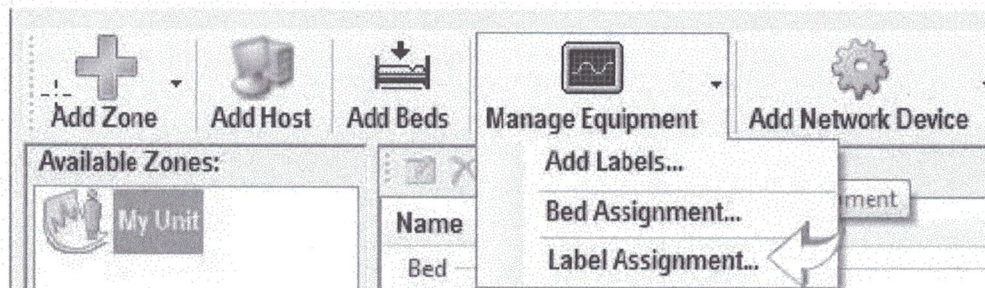 Add Zone Add Host Add Beds Manage Equipment Add Network Device
Available Zones:
My Unit
Name
Bed
Add Labels...
Bed Assignment...
Label Assignment...